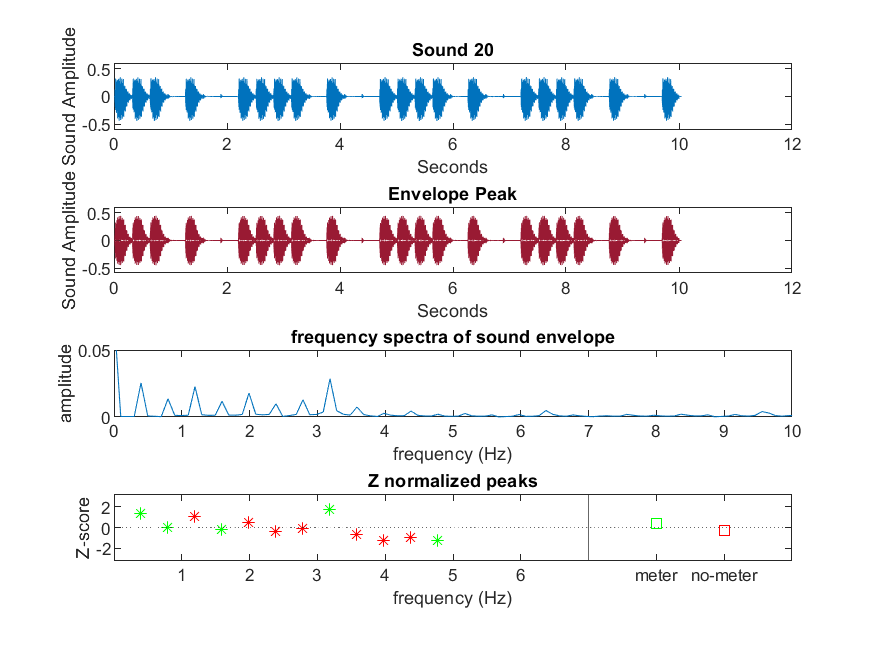 Sound 20
Sound Amplitude
0.5
0
-0.5
0 2 4 6 8 10 12
Seconds
Envelope Peak
Sound Amplitude
0.5
0
-0.5
0 2 4 6 8 10 12
Seconds
frequency spectra of sound envelope
amplitude
0.05
0
0 1 2 3 4 5 6 7 8 9 10
frequency (Hz)
Z normalized peaks
Z-score
2
0
-2
1 2 3 4 5 6 meter no-meter
frequency (Hz)